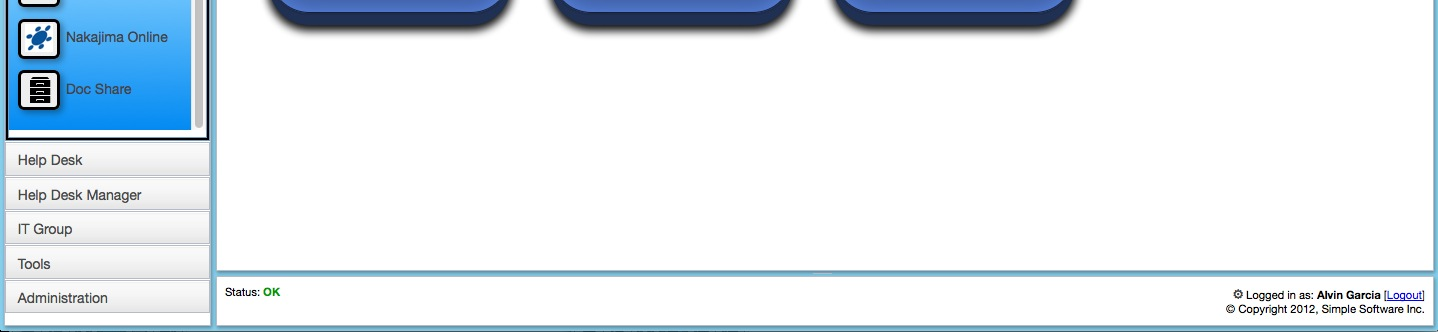 Nakajima Online
Doc Share
Help Desk
Help Desk Manager
IT Group
Tools
Administration
Status: OK
Logged in as: Alvin Garcia [Logout]
© Copyright 2012, Simple Software Inc.